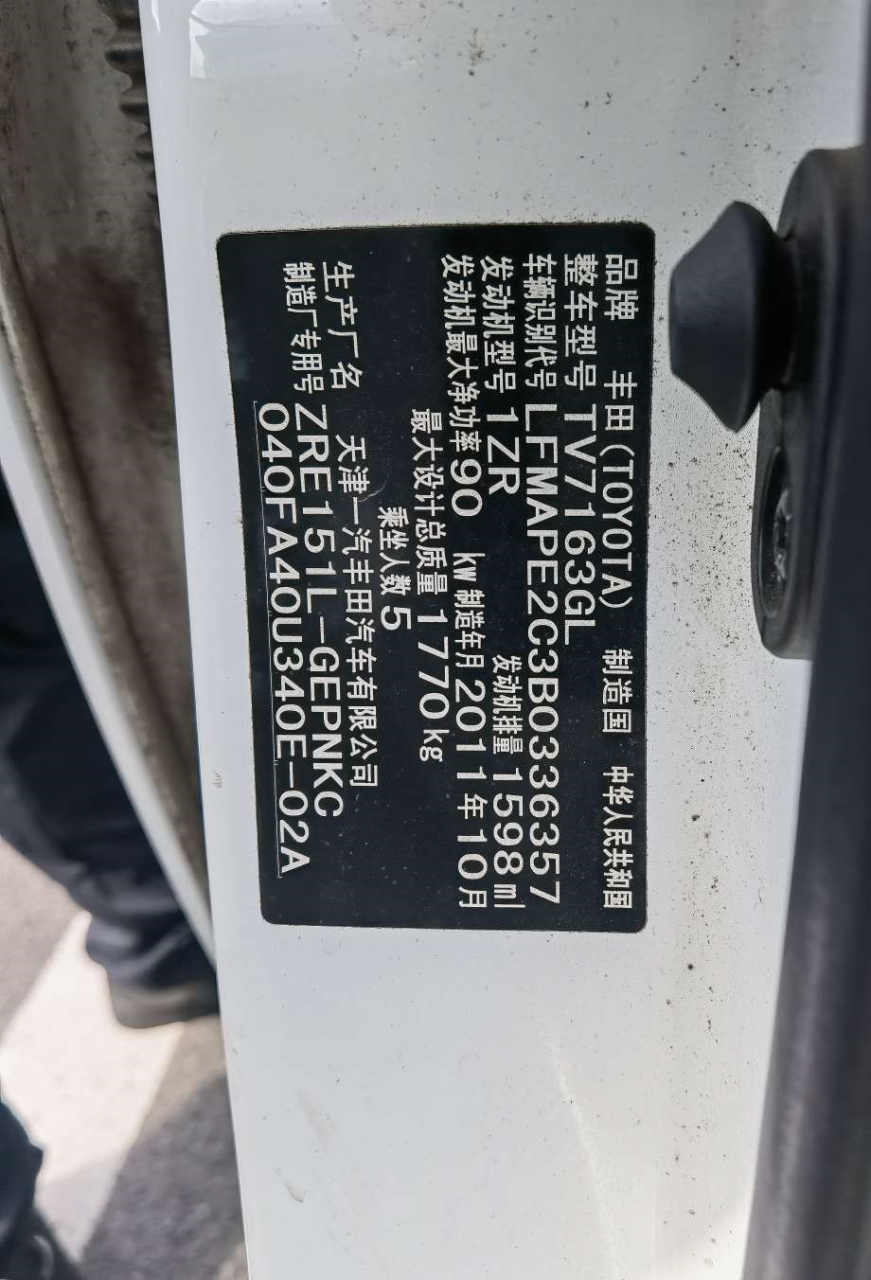 品牌 丰田(TOYOTA) 制造国 中华人民共和国
整车型号 TV7163GL
车辆识别代号 LFMAPE2C3B0336357
发动机型号 1ZR 发动机排量 1598ml
发动机最大净功率 90 kw 制造年月 2011年10月
最大设计总质量 1770kg
乘坐人数 5
生产厂名 天津一汽丰田汽车有限公司
制造厂专用号 ZRE151L-GEPNKC
040FA40U340E-02A